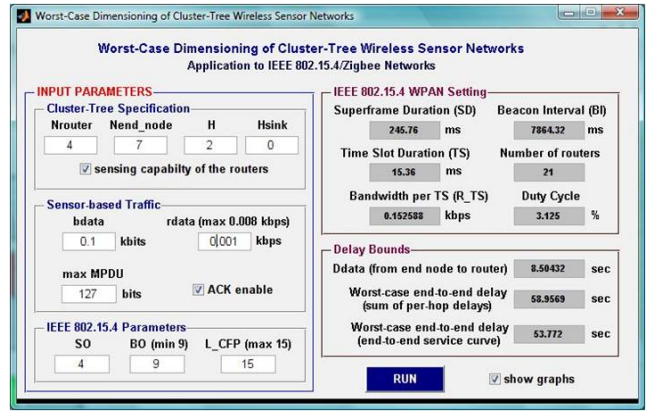 Worst-Case Dimensioning of Cluster-Tree Wireless Sensor Networks
Worst-Case Dimensioning of Cluster-Tree Wireless Sensor Networks
Application to IEEE 802.15.4/Zigbee Networks
INPUT PARAMETERS
Cluster-Tree Specification
Nrouter Nend_node H Hsink
4 7 2 0
sensing capabilty of the routers
Sensor-based Traffic
bdata rdata (max 0.008 kbps)
0.1 kbits 0.001 kbps
max MPDU
127 bits ACK enable
IEEE 802.15.4 Parameters
SO BO (min 9) L_CFP (max 15)
4 9 15
IEEE 802.15.4 WPAN Setting
Superframe Duration (SD) Beacon Interval (BI)
245.76 ms 7864.32 ms
Time Slot Duration (TS) Number of routers
15.36 ms 21
Bandwidth per TS (R_TS) Duty Cycle
0.152588 kbps 3.125 %
Delay Bounds
Ddata (from end node to router) 8.50432 sec
Worst-case end-to-end delay
(sum of per-hop delays) 58.9569 sec
Worst-case end-to-end delay
(end-to-end service curve) 53.772 sec
RUN show graphs